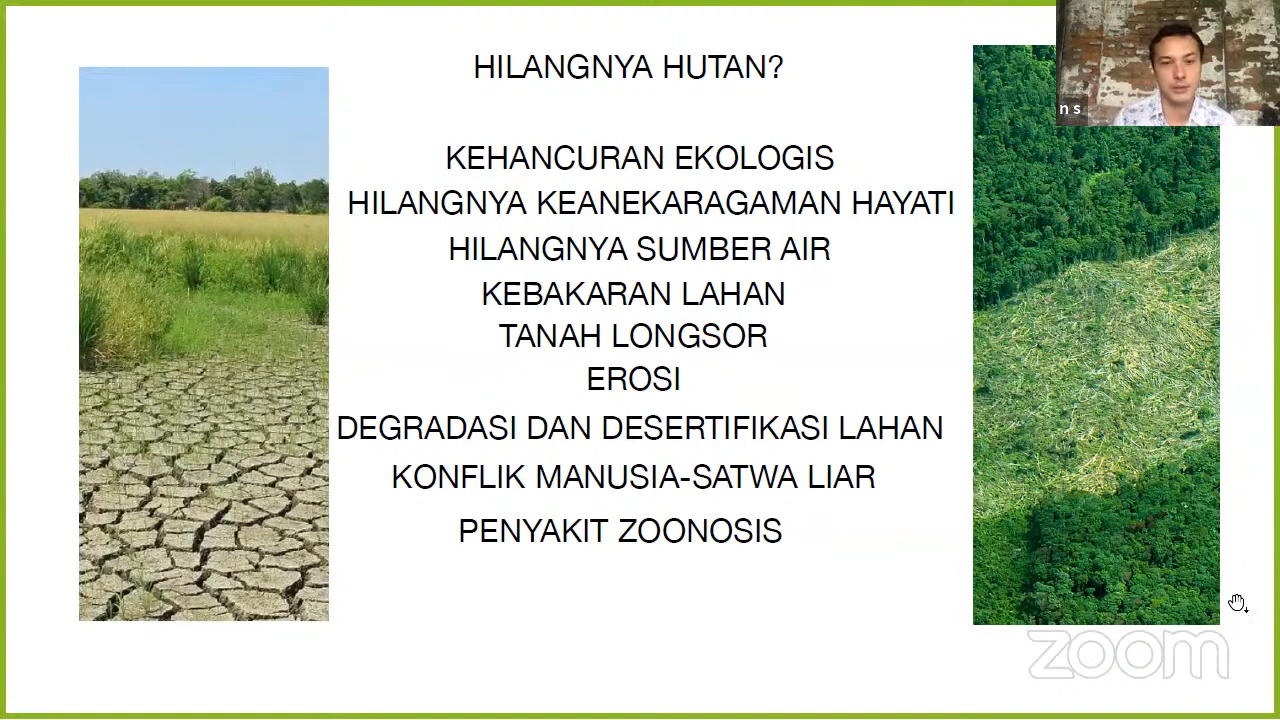 HILANGNYA HUTAN?
n s
KEHANCURAN EKOLOGIS
HILANGNYA KEANEKARAGAMAN HAYATI
HILANGNYA SUMBER AIR
KEBAKARAN LAHAN
TANAH LONGSOR
EROSI
DEGRADASI DAN DESERTIFIKASI LAHAN
KONFLIK MANUSIA-SATWA LIAR
PENYAKIT ZOONOSIS
zoom